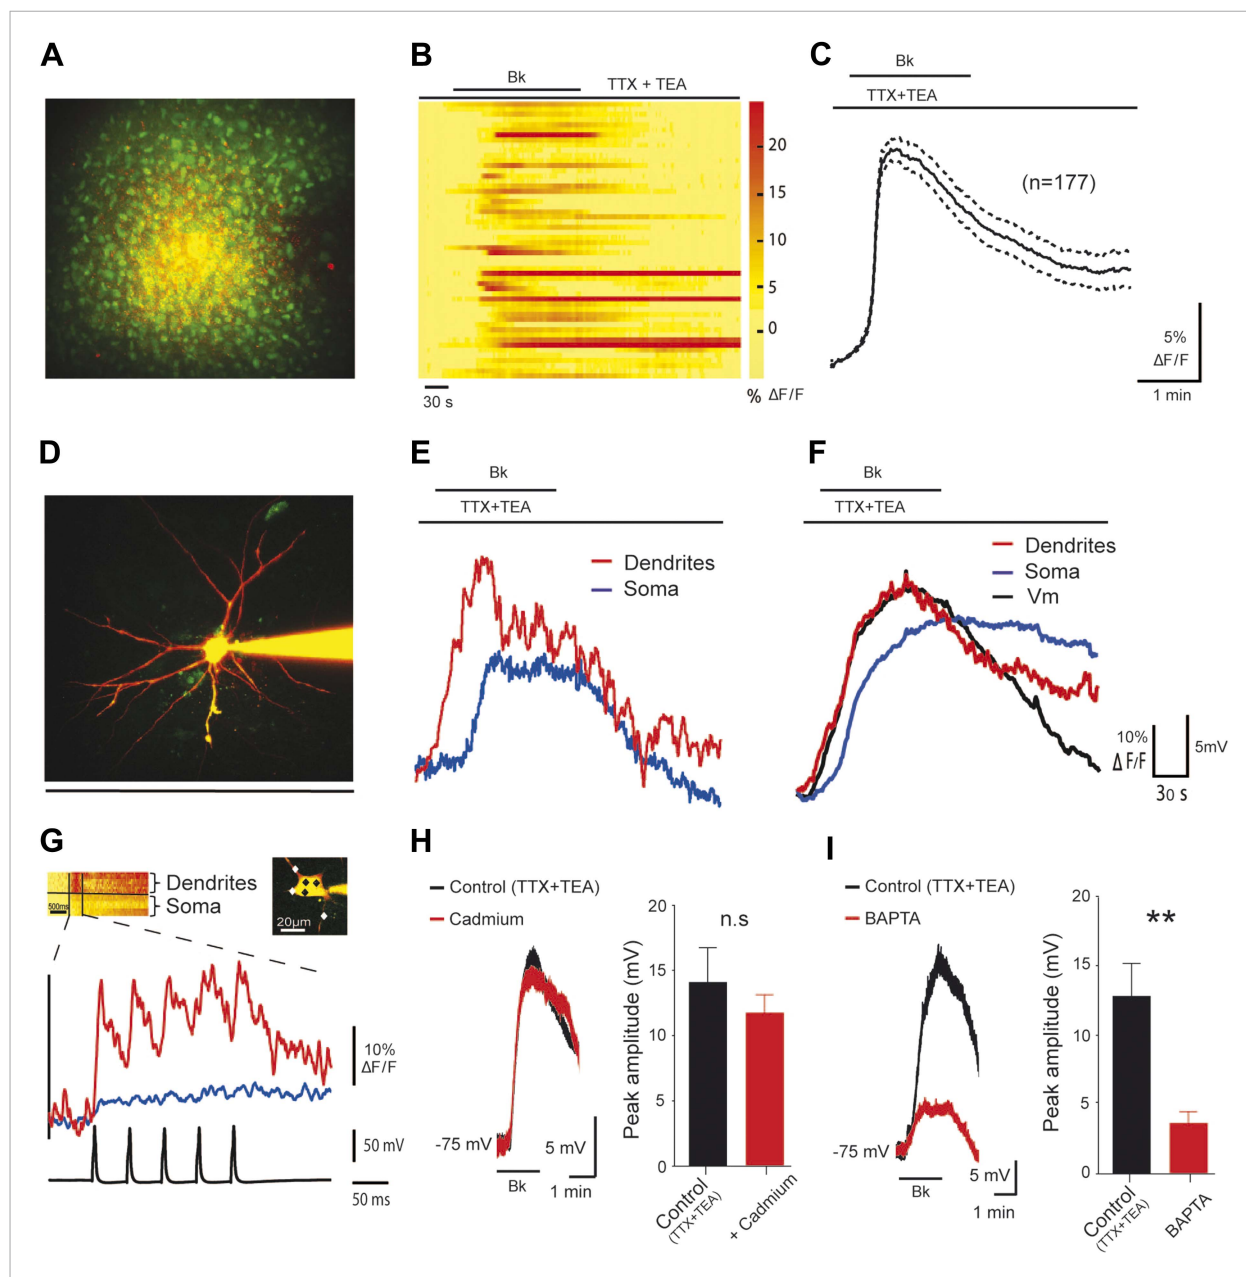 A
B
Bk
TTX + TEA
20
15
10
5
0
30 s
% ΔF/F
C
Bk
TTX+TEA
(n=177)
5%
ΔF/F
1 min
D
E
Bk
TTX+TEA
Dendrites
Soma
F
Bk
TTX+TEA
Dendrites
Soma
Vm
10%
Δ F/F
5mV
30 s
G
Dendrites
Soma
500ms
20µm
10%
ΔF/F
50 mV
50 ms
H
Control (TTX+TEA)
Cadmium
-75 mV
5 mV
Bk
1 min
Peak amplitude (mV)
20
15
10
5
0
n.s
Control
(TTX+TEA)
+ Cadmium
I
Control (TTX+TEA)
BAPTA
-75 mV
5 mV
Bk
1 min
Peak amplitude (mV)
20
15
10
5
0
**
Control
(TTX+TEA)
BAPTA